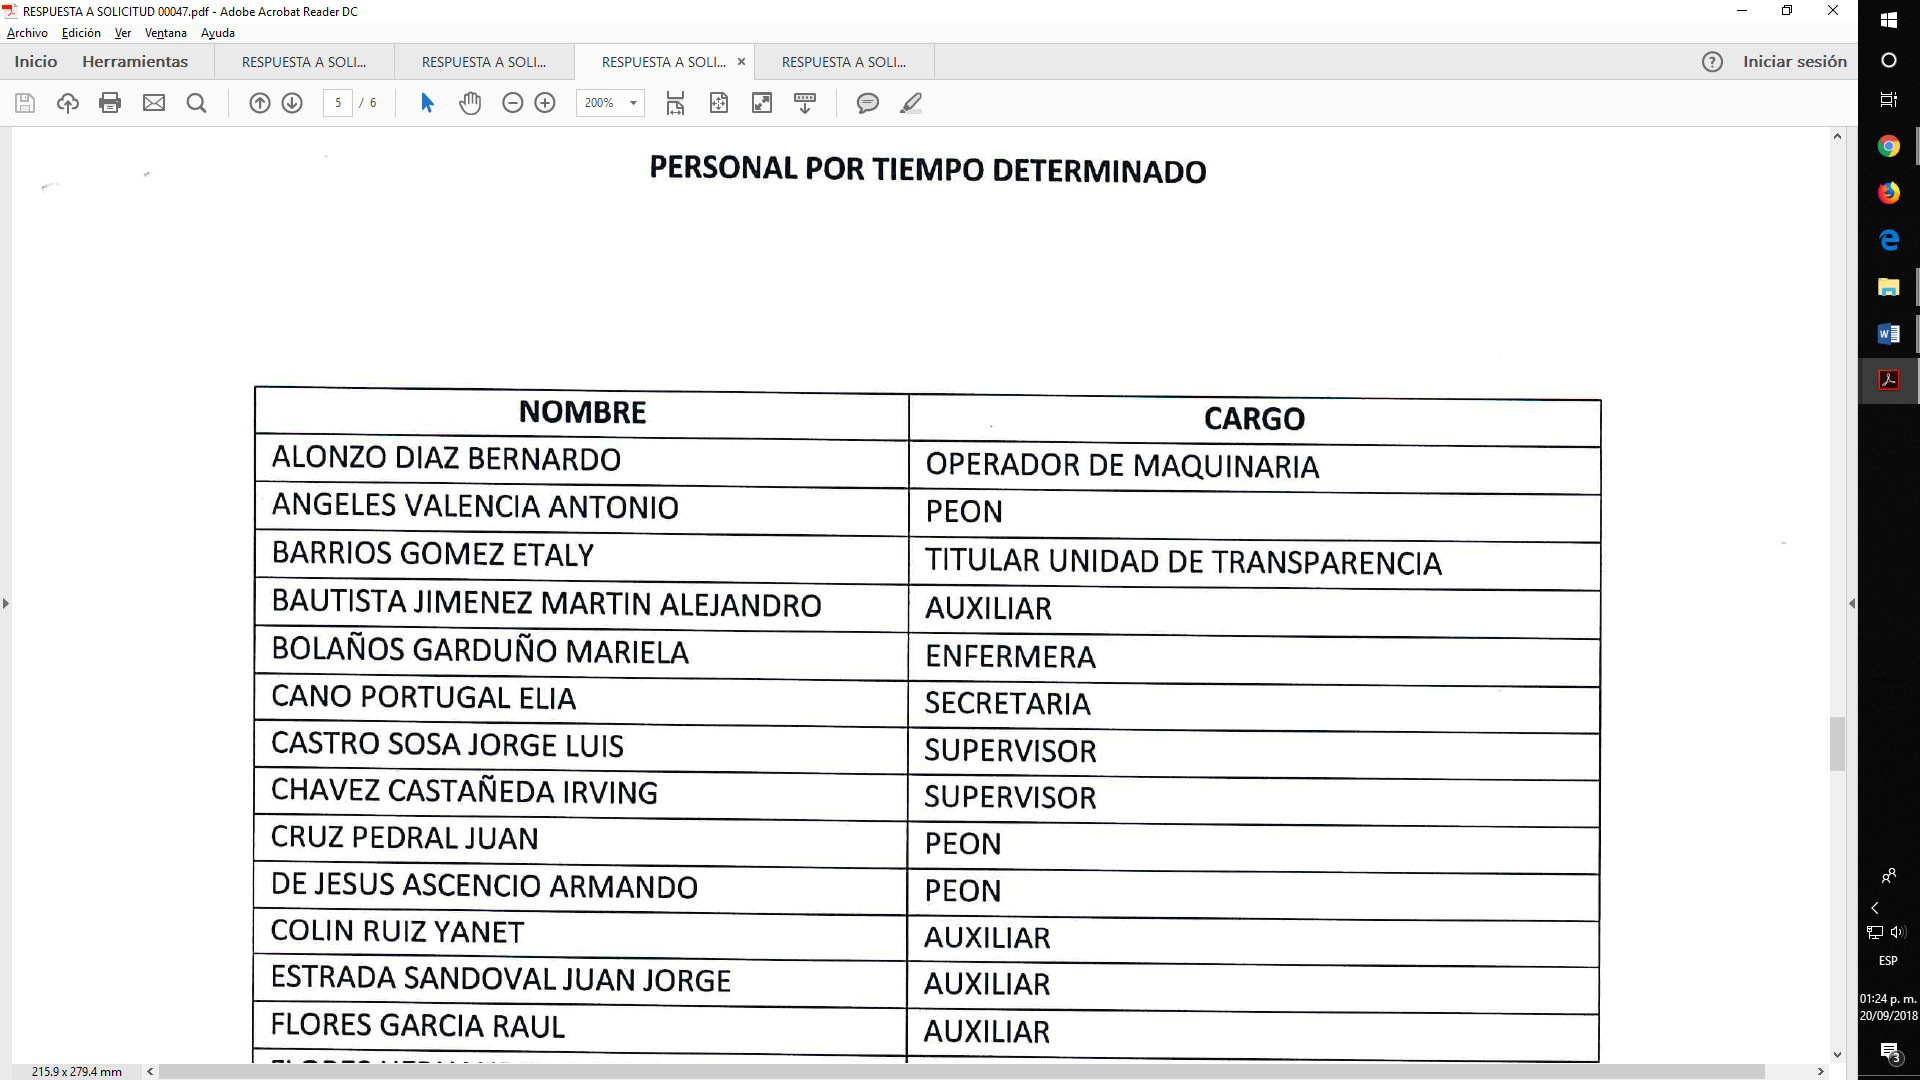 RESPUESTA A SOLICITUD 00047.pdf - Adobe Acrobat Reader DC
Archivo Edición Ver Ventana Ayuda
Inicio Herramientas RESPUESTA A SOLI... RESPUESTA A SOLI... RESPUESTA A SOLI... × RESPUESTA A SOLI... Iniciar sesión
5 / 6 200%
PERSONAL POR TIEMPO DETERMINADO
NOMBRE CARGO
ALONZO DIAZ BERNARDO OPERADOR DE MAQUINARIA
ANGELES VALENCIA ANTONIO PEON
BARRIOS GOMEZ ETALY TITULAR UNIDAD DE TRANSPARENCIA
BAUTISTA JIMENEZ MARTIN ALEJANDRO AUXILIAR
BOLAÑOS GARDUÑO MARIELA ENFERMERA
CANO PORTUGAL ELIA SECRETARIA
CASTRO SOSA JORGE LUIS SUPERVISOR
CHAVEZ CASTAÑEDA IRVING SUPERVISOR
CRUZ PEDRAL JUAN PEON
DE JESUS ASCENCIO ARMANDO PEON
COLIN RUIZ YANET AUXILIAR
ESTRADA SANDOVAL JUAN JORGE AUXILIAR
FLORES GARCIA RAUL AUXILIAR
215.9 x 279.4 mm
ESP
01:24 p. m.
20/09/2018
3